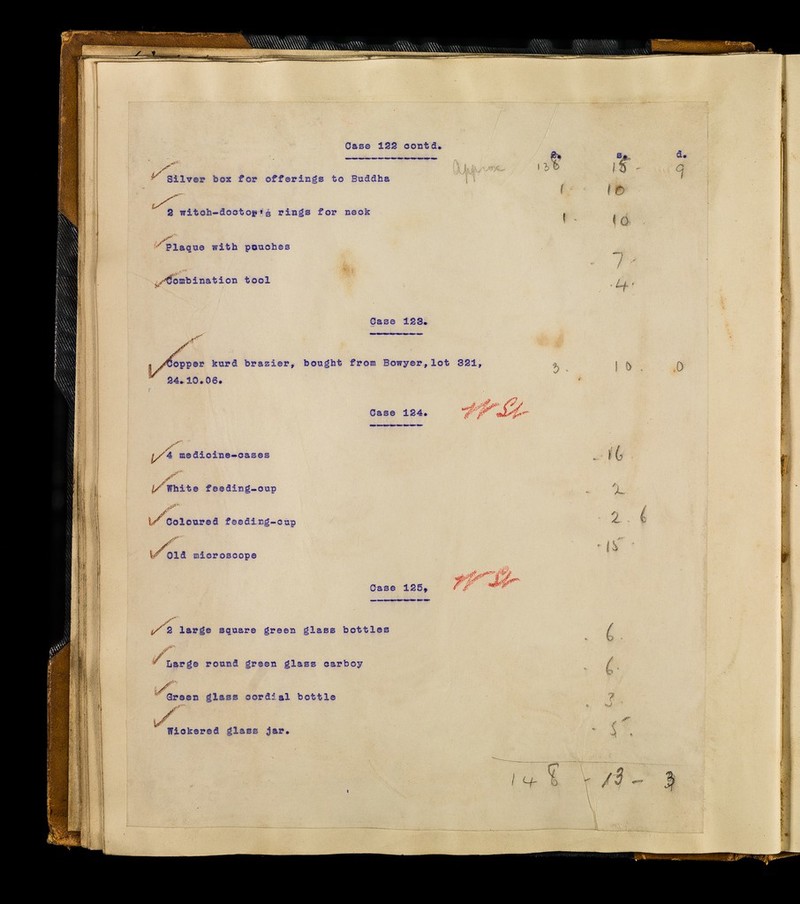 Case 122 contd.
£. s. d.
Approx 138 15 - 9
Silver box for offerings to Buddha 1 - 10
2 witch-doctor's rings for neck 1 - 10
Plaque with pouches - 7 -
Combination tool - 4 -
Case 123.
Copper kurd brazier, bought from Bowyer, lot 321, 3. 10. 0
24.10.06.
Case 124. W St
4 medicine-cases - 16
White feeding-cup - 2
Coloured feeding-cup - 2. 6
Old microscope - 15 -
Case 125, W St
2 large square green glass bottles - 6.
Large round green glass carboy - 6 -
Green glass cordial bottle - 3 -
Wickered glass jar. - 5.
148 - 13 - 3